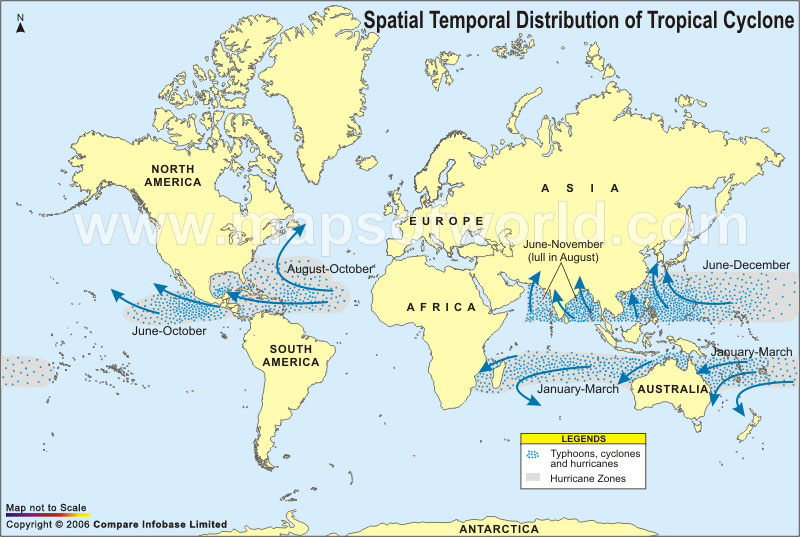 Spatial Temporal Distribution of Tropical Cyclone
N
NORTH
AMERICA
ASIA
EUROPE
www.mapsofworld.com
June-November
(lull in August)
August-October
June-December
AFRICA
June-October
SOUTH
AMERICA
January-March
January-March
AUSTRALIA
LEGENDS
Typhoons, cyclones
and hurricanes
Hurricane Zones
Map not to Scale
Copyright © 2006 Compare Infobase Limited
ANTARCTICA